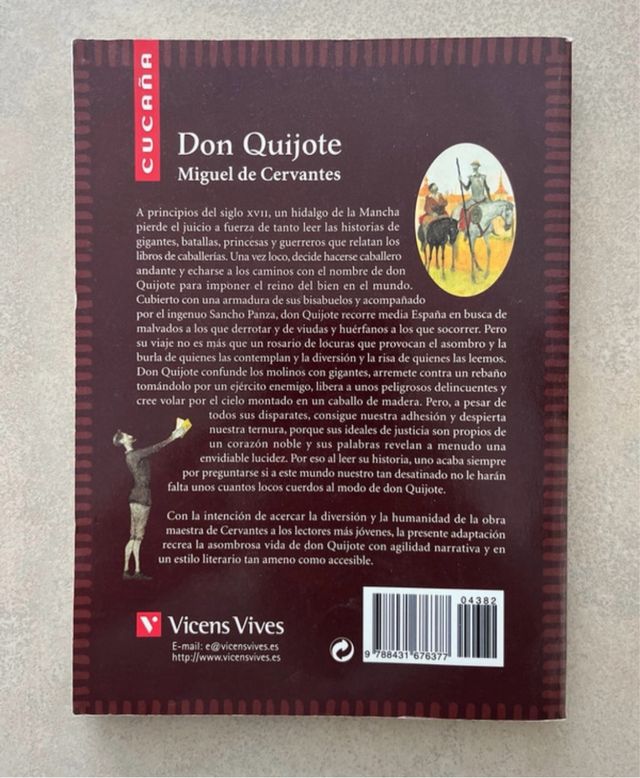 CUCAÑA
Don Quijote
Miguel de Cervantes
A principios del siglo XVII, un hidalgo de la Mancha
pierde el juicio a fuerza de tanto leer las historias de
gigantes, batallas, princesas y guerreros que relatan los
libros de caballerías. Una vez loco, decide hacerse caballero
andante y echarse a los caminos con el nombre de don
Quijote para imponer el reino del bien en el mundo.
Cubierto con una armadura de sus bisabuelos y acompañado
por el ingenuo Sancho Panza, don Quijote recorre media España en busca de
malvados a los que derrotar y de viudas y huérfanos a los que socorrer. Pero
su viaje no es más que un rosario de locuras que provocan el asombro y la
burla de quienes las contemplan y la diversión y la risa de quienes las leemos.
Don Quijote confunde los molinos con gigantes, arremete contra un rebaño
tomándolo por un ejército enemigo, libera a unos peligrosos delincuentes y
cree volar por el cielo montado en un caballo de madera. Pero, a pesar de
todos sus disparates, consigue nuestra adhesión y despierta
nuestra ternura, porque sus ideales de justicia son propios de
un corazón noble y sus palabras revelan a menudo una
envidiable lucidez. Por eso al leer su historia, uno acaba siempre
por preguntarse si a este mundo nuestro tan desatinado no le harán
falta unos cuantos locos cuerdos al modo de don Quijote.
Con la intención de acercar la diversión y la humanidad de la obra
maestra de Cervantes a los lectores más jóvenes, la presente adaptación
recrea la asombrosa vida de don Quijote con agilidad narrativa y en
un estilo literario tan ameno como accesible.
Vicens Vives
E-mail: e@vicensvives.es
http://www.vicensvives.es
04382
9 788431 676377